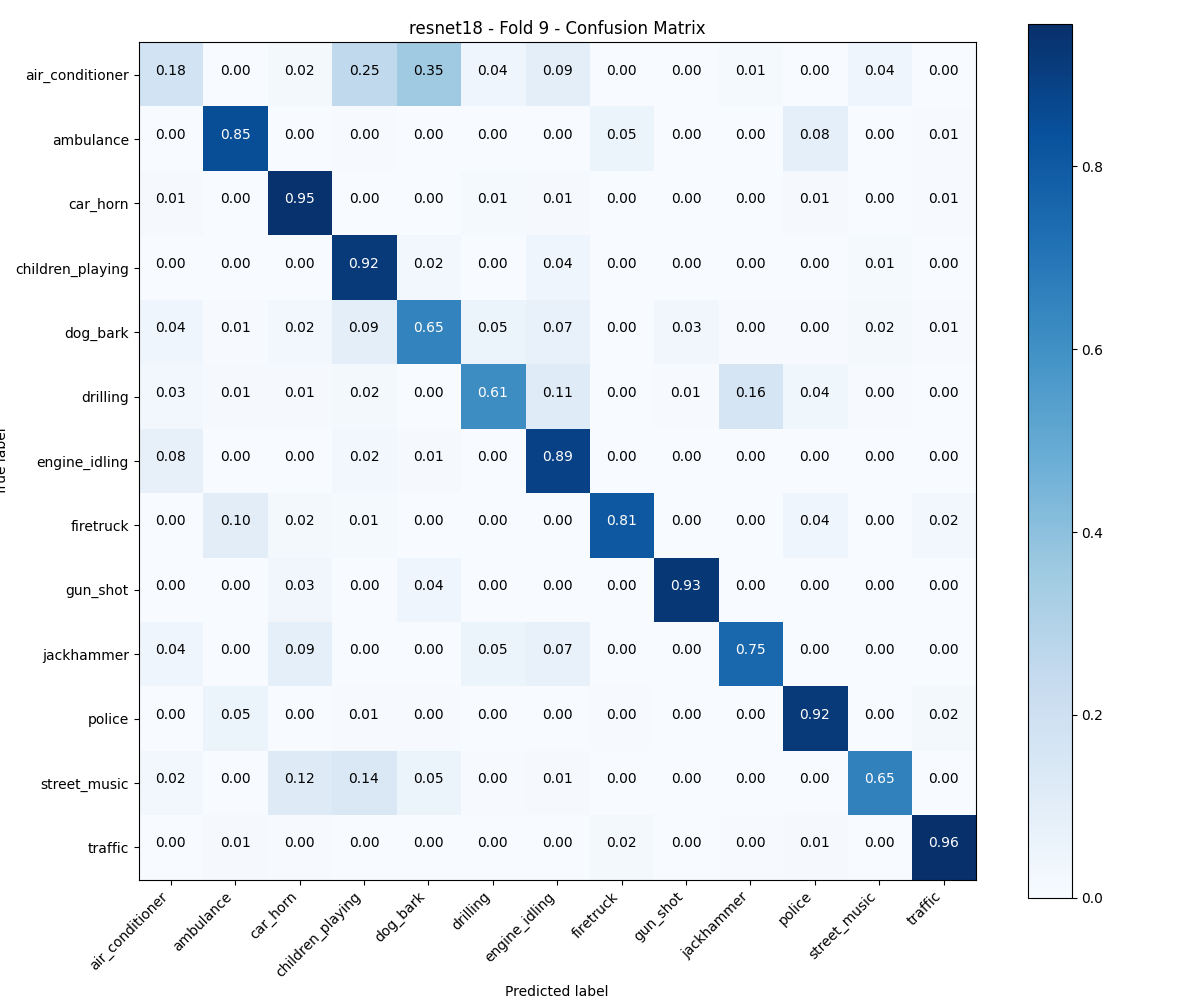 resnet18 - Fold 9 - Confusion Matrix
air_conditioner 0.18 0.00 0.02 0.25 0.35 0.04 0.09 0.00 0.00 0.01 0.00 0.04 0.00
ambulance 0.00 0.85 0.00 0.00 0.00 0.00 0.00 0.05 0.00 0.00 0.08 0.00 0.01
0.8
car_horn 0.01 0.00 0.95 0.00 0.00 0.01 0.01 0.00 0.00 0.00 0.01 0.00 0.01
children_playing 0.00 0.00 0.00 0.92 0.02 0.00 0.04 0.00 0.00 0.00 0.00 0.01 0.00
dog_bark 0.04 0.01 0.02 0.09 0.65 0.05 0.07 0.00 0.03 0.00 0.00 0.02 0.01
0.6
drilling 0.03 0.01 0.01 0.02 0.00 0.61 0.11 0.00 0.01 0.16 0.04 0.00 0.00
label
engine_idling 0.08 0.00 0.00 0.02 0.01 0.00 0.89 0.00 0.00 0.00 0.00 0.00 0.00
firetruck 0.00 0.10 0.02 0.01 0.00 0.00 0.00 0.81 0.00 0.00 0.04 0.00 0.02
0.4
gun_shot 0.00 0.00 0.03 0.00 0.04 0.00 0.00 0.00 0.93 0.00 0.00 0.00 0.00
jackhammer 0.04 0.00 0.09 0.00 0.00 0.05 0.07 0.00 0.00 0.75 0.00 0.00 0.00
police 0.00 0.05 0.00 0.01 0.00 0.00 0.00 0.00 0.00 0.00 0.92 0.00 0.02
0.2
street_music 0.02 0.00 0.12 0.14 0.05 0.00 0.01 0.00 0.00 0.00 0.00 0.65 0.00
traffic 0.00 0.01 0.00 0.00 0.00 0.00 0.00 0.02 0.00 0.00 0.01 0.00 0.96
0.0
air_conditioner ambulance car_horn children_playing dog_bark drilling engine_idling firetruck gun_shot jackhammer police street_music traffic
Predicted label